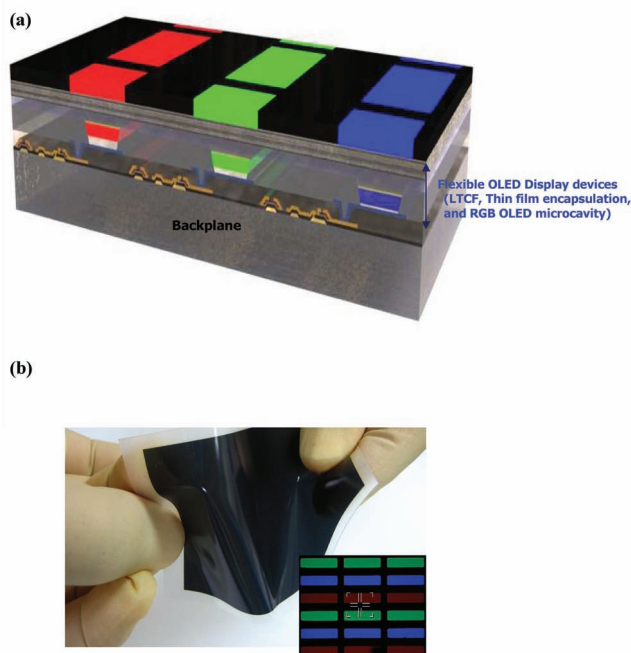 (a)
Flexible OLED Display devices
(LTCF, Thin film encapsulation,
and RGB OLED microcavity)
Backplane
(b)